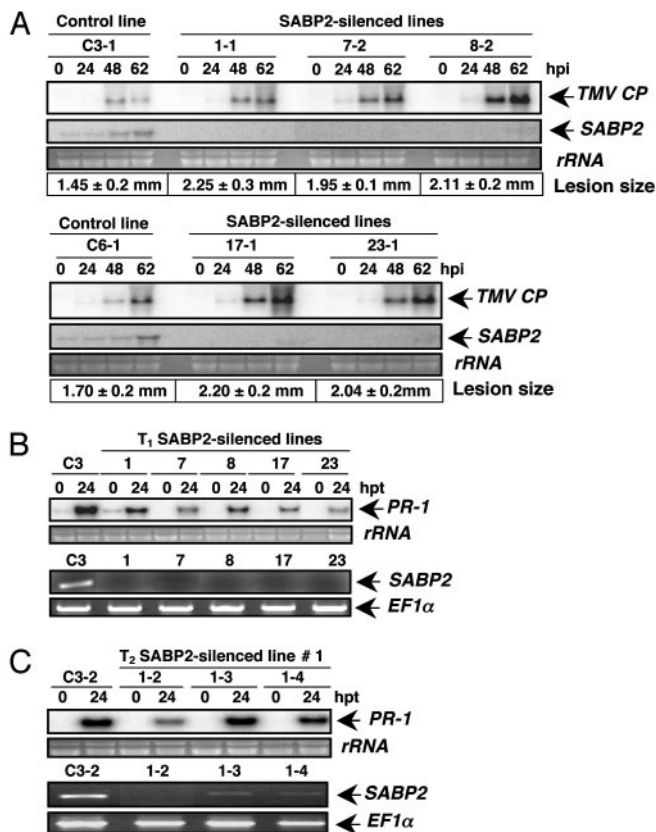 A
Control line SABP2-silenced lines
C3-1 1-1 7-2 8-2
0 24 48 62 0 24 48 62 0 24 48 62 0 24 48 62 hpi
TMV CP
SABP2
rRNA
1.45 ± 0.2 mm 2.25 ± 0.3 mm 1.95 ± 0.1 mm 2.11 ± 0.2 mm Lesion size
Control line SABP2-silenced lines
C6-1 17-1 23-1
0 24 48 62 0 24 48 62 0 24 48 62 hpi
TMV CP
SABP2
rRNA
1.70 ± 0.2 mm 2.20 ± 0.2 mm 2.04 ± 0.2mm Lesion size
B
T1 SABP2-silenced lines
C3 1 7 8 17 23
0 24 0 24 0 24 0 24 0 24 0 24 hpt
PR-1
rRNA
C3 1 7 8 17 23
SABP2
EF1α
C
T2 SABP2-silenced line # 1
C3-2 1-2 1-3 1-4
0 24 0 24 0 24 0 24 hpt
PR-1
rRNA
C3-2 1-2 1-3 1-4
SABP2
EF1α